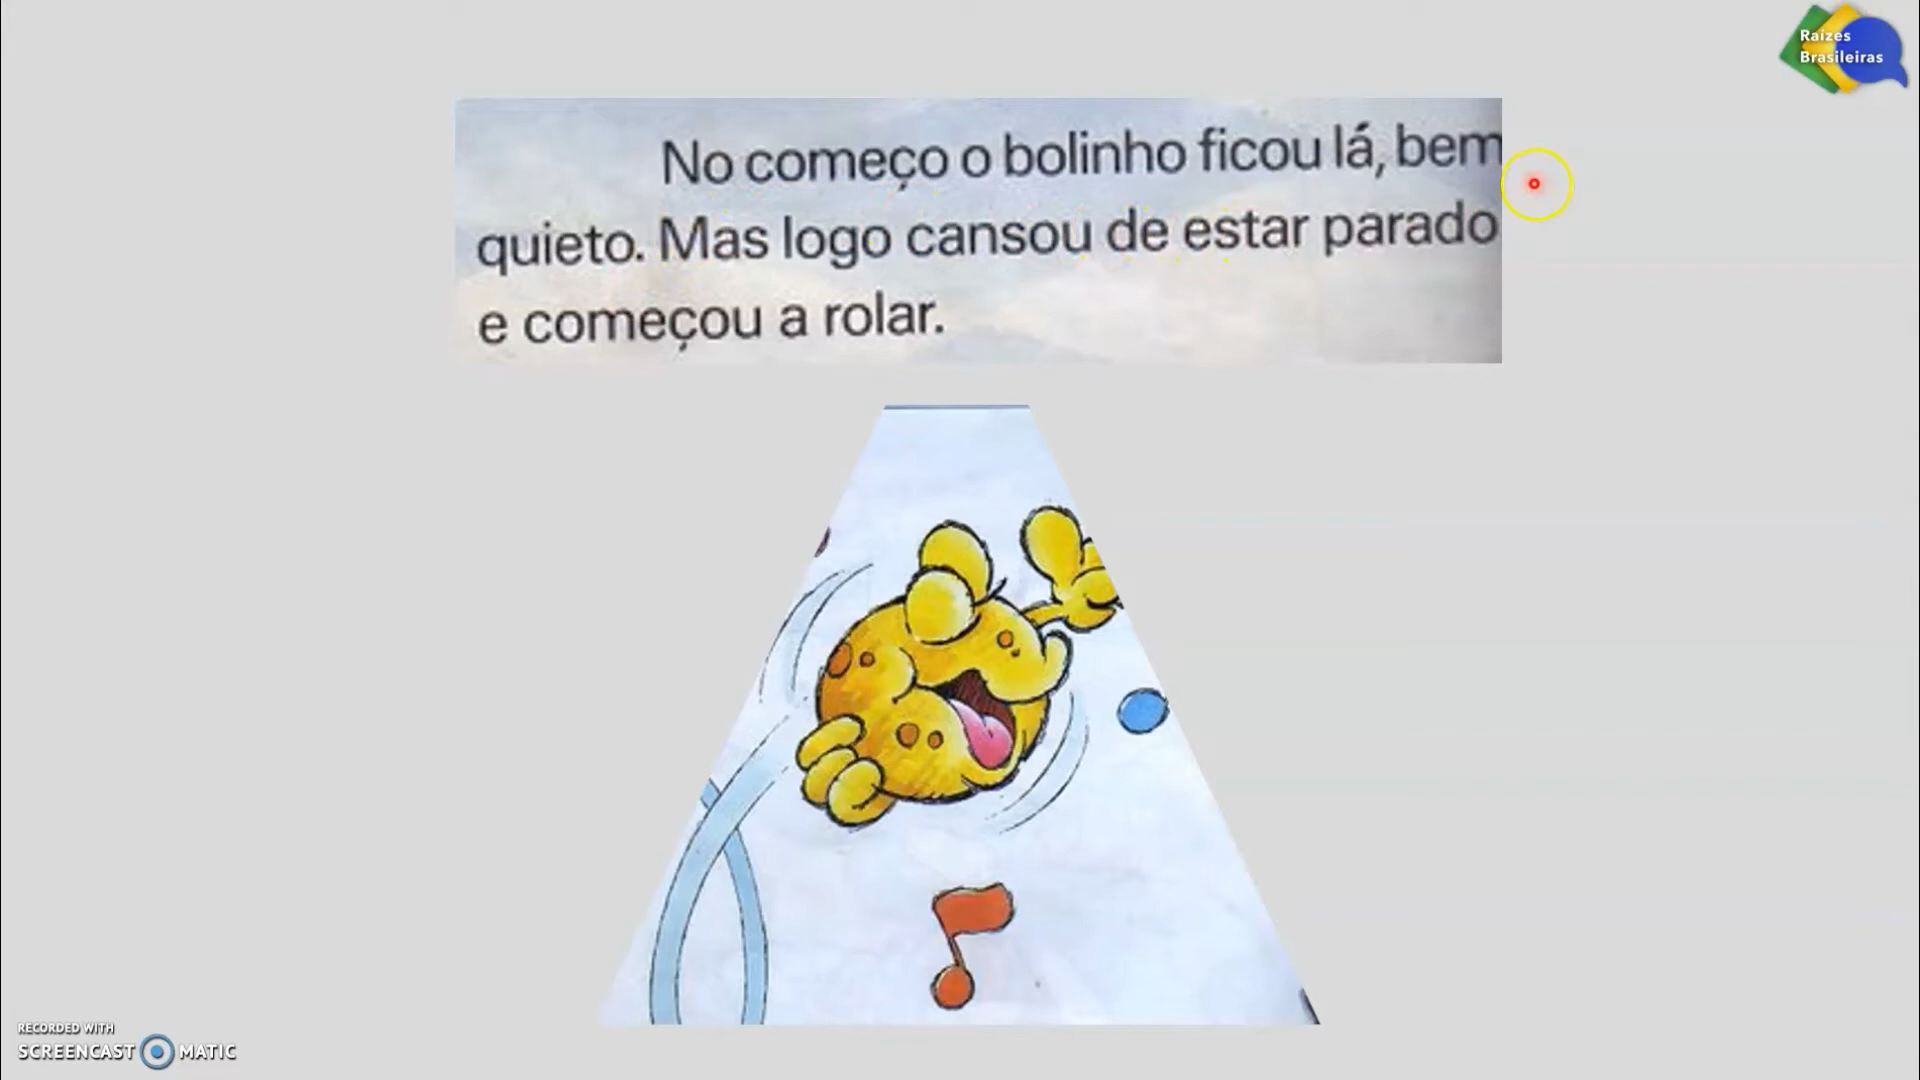 Raízes
Brasileiras
No começo o bolinho ficou lá, bem
quieto. Mas logo cansou de estar parado
e começou a rolar.
RECORDED WITH
SCREENCAST MATIC